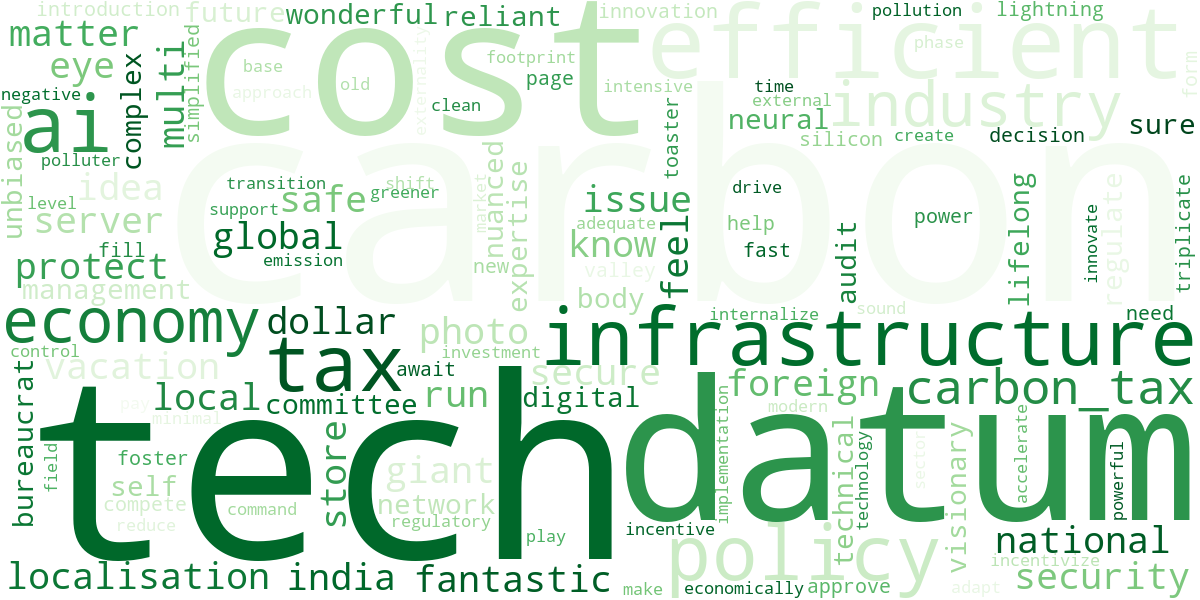 introduction
future
wonderful
reliant
innovation
pollution
lightning
matter
eye
multi
simplified
base
old
cost
externality
footprint
page
efficient
phase
form
negative
ai
complex
approach
clean
intensive
time
external
industry
toaster
neural
silicon
create
decision
sure
polluter
unbiased
idea
transition
safe
shift
greener
market
nuanced
expertise
issue
adequate
drive
help
power
lifelong
regulate
triplicate
innovate
level
server
support
global
fill
emission
carbon
know
feel
fast
audit
new
valley
protect
management
body
internalize
sound
need
economy
dollar
photo
infrastructure
control
vacation
tax
await
investment
secure
foreign
carbon_tax
bureaucrat
local
committee
run
digital
implementation
modern
pay
minimal
tech
datum
store
field
foster
giant
technical
technology
visionary
sector
accelerate
powerful
self
compete
command
network
reduce
regulatory
play
incentive
policy
national
incentivize
localisation
india
fantastic
make
economically
approve
adapt
security